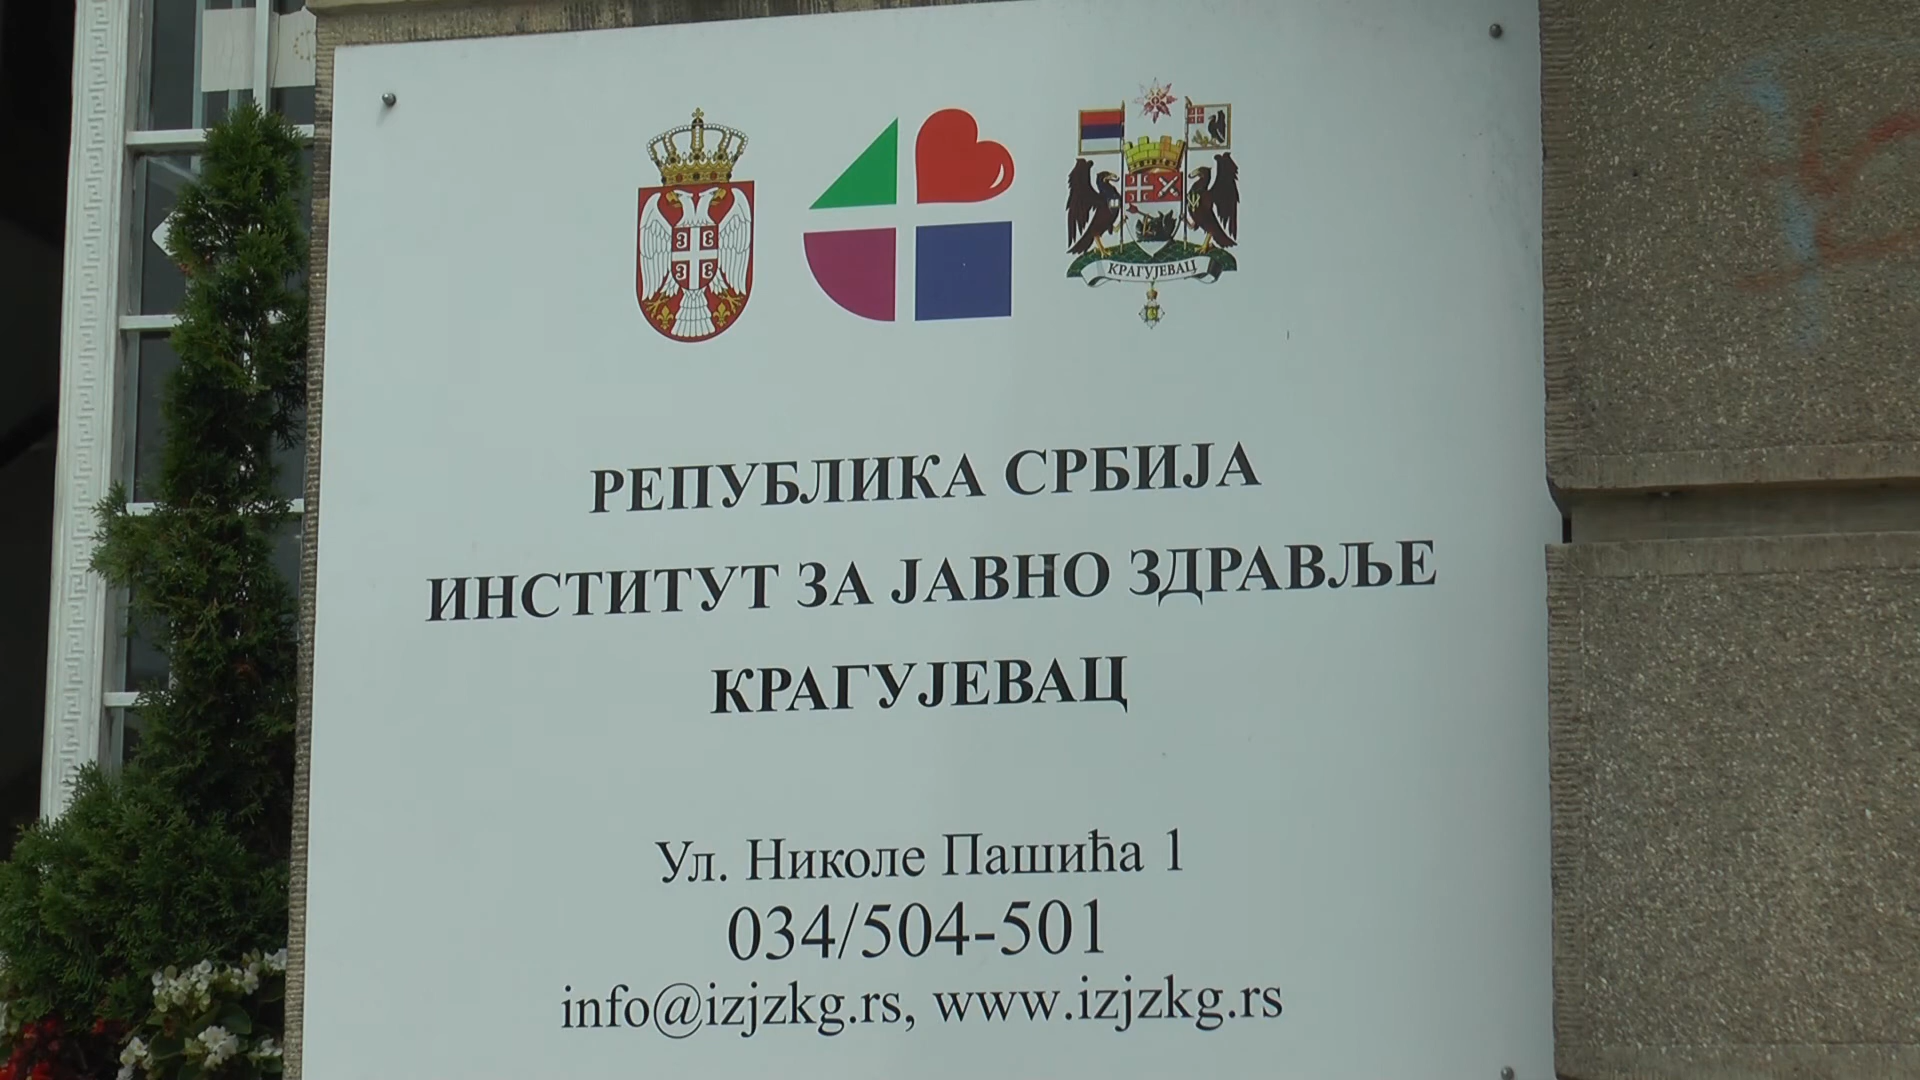 КРАГУЈЕВАЦ
РЕПУБЛИКА СРБИЈА
ИНСТИТУТ ЗА ЈАВНО ЗДРАВЉЕ
КРАГУЈЕВАЦ
Ул. Николе Пашића 1
034/504-501
info@izjzkg.rs, www.izjzkg.rs